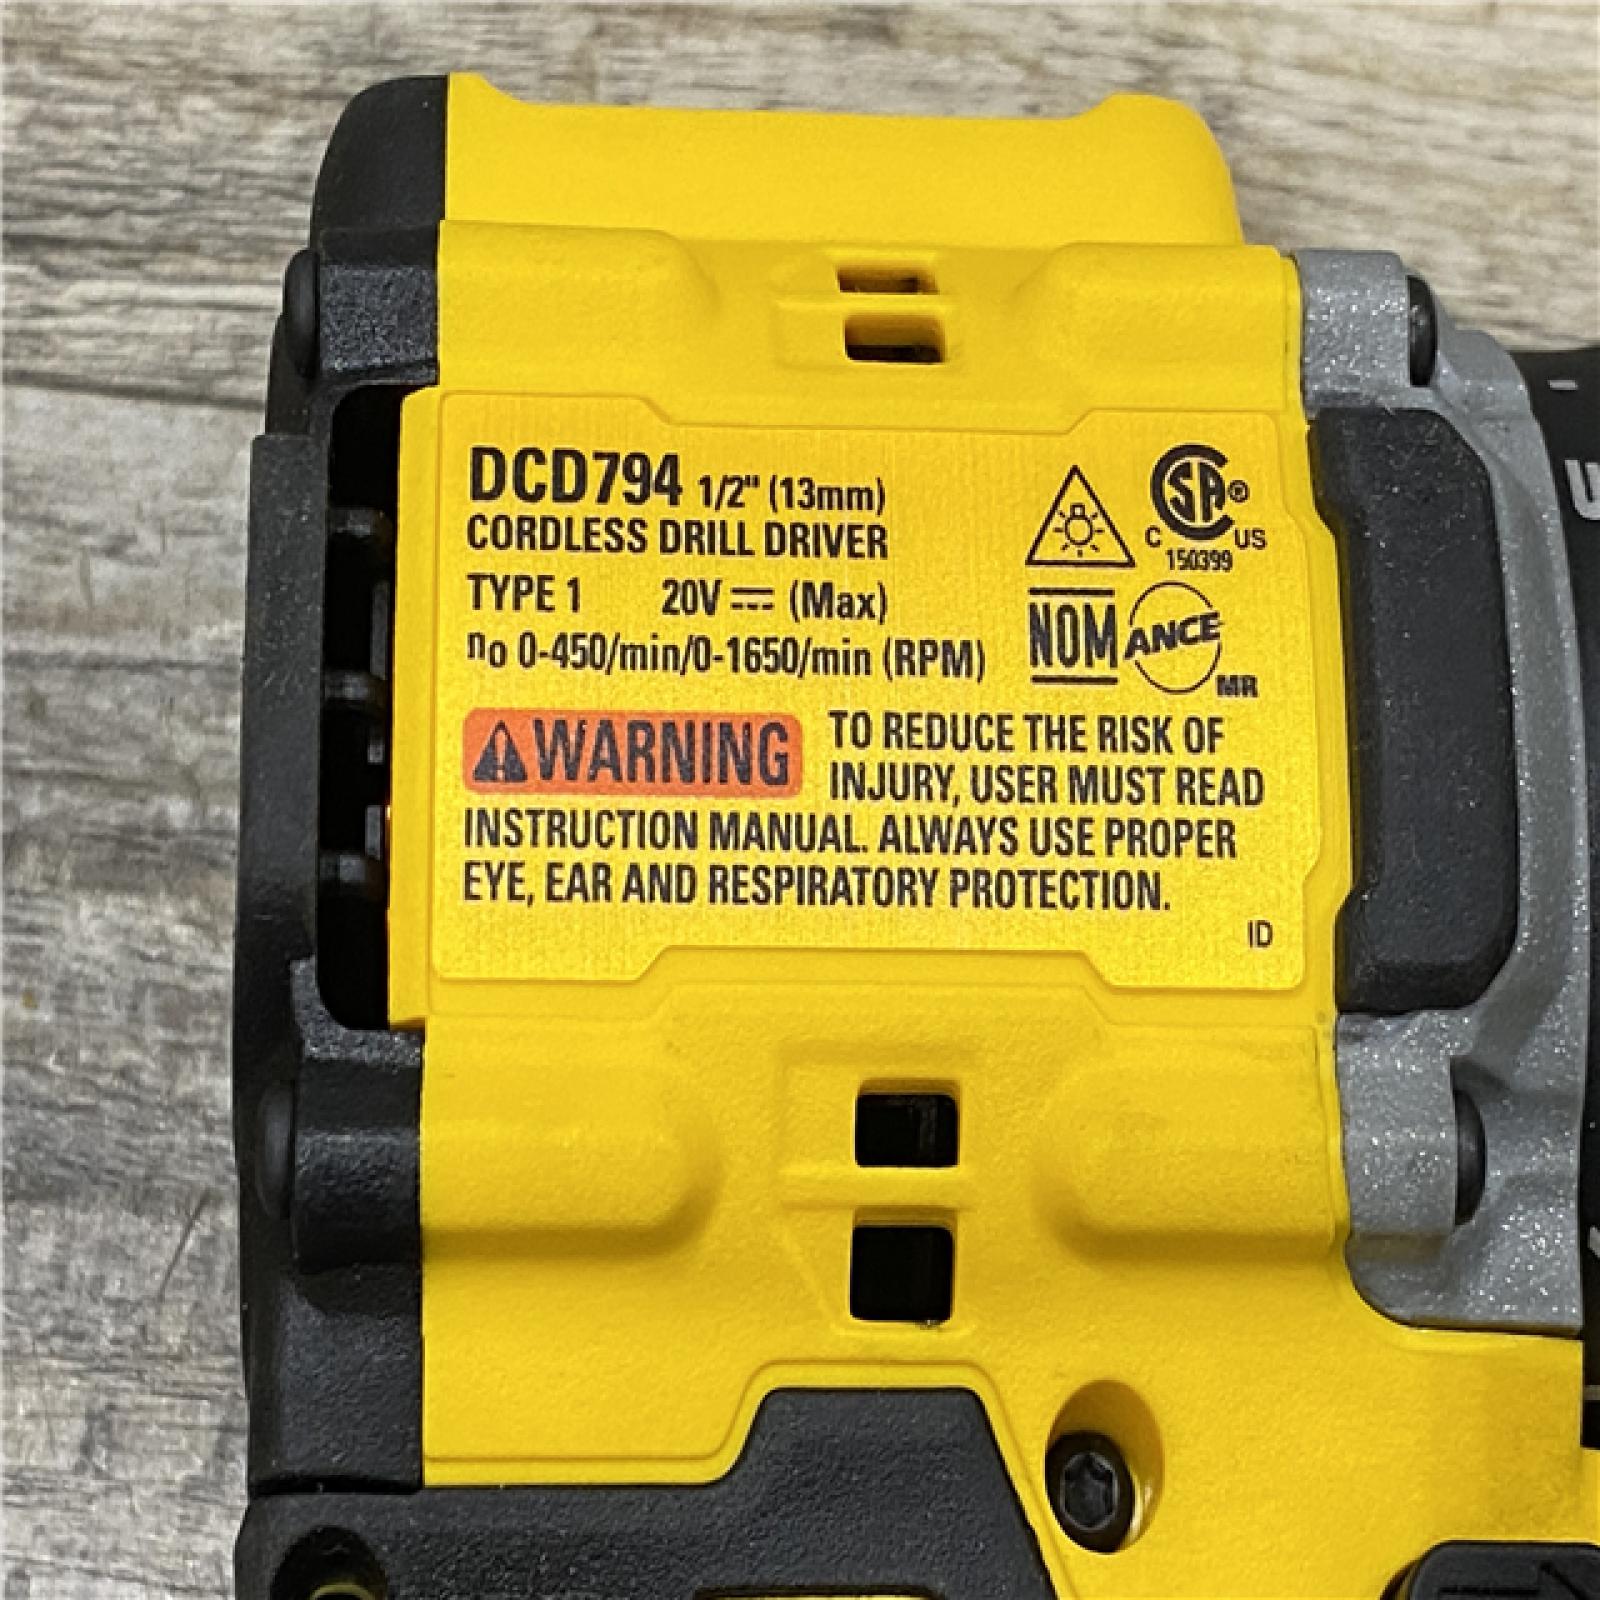 DCD794 1/2" (13mm)
CORDLESS DRILL DRIVER
TYPE 1 20V ⎓ (Max)
no 0-450/min/0-1650/min (RPM)
CSA®
C US
150399
NOM ANCE
MR
WARNING TO REDUCE THE RISK OF
INJURY, USER MUST READ
INSTRUCTION MANUAL. ALWAYS USE PROPER
EYE, EAR AND RESPIRATORY PROTECTION.
ID